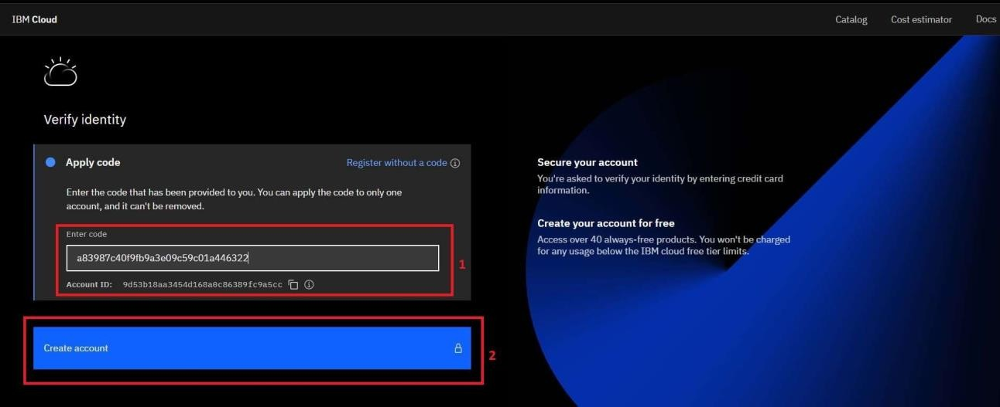 IBM Cloud
Catalog
Cost estimator
Docs
Verify identity
Apply code
Register without a code
Enter the code that has been provided to you. You can apply the code to only one
account, and it can't be removed.
Enter code
a83987c40f9fb9a3e09c59c01a446322
Account ID: 9d53b18aa3454d168a0c86389fc9a5cc
1
Create account
2
Secure your account
You're asked to verify your identity by entering credit card
information.
Create your account for free
Access over 40 always-free products. You won't be charged
for any usage below the IBM cloud free tier limits.